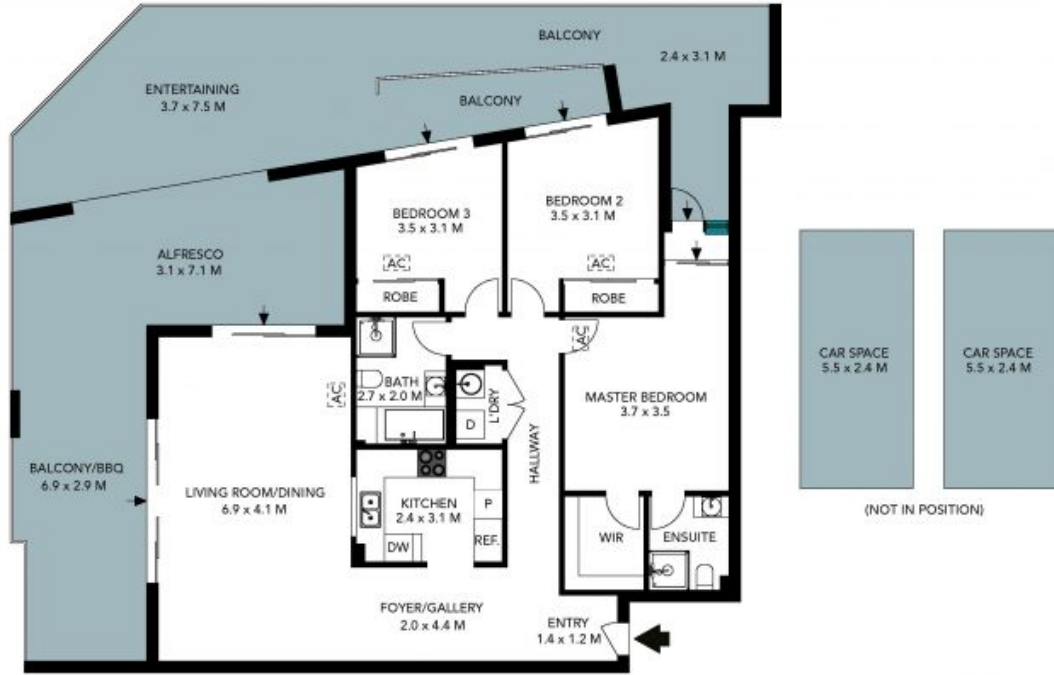 BALCONY
2.4 x 3.1 M
ENTERTAINING
3.7 x 7.5 M
BALCONY
BEDROOM 3
3.5 x 3.1 M
BEDROOM 2
3.5 x 3.1 M
ALFRESCO
3.1 x 7.1 M
AC
AC
ROBE
ROBE
AC
CAR SPACE
5.5 x 2.4 M
CAR SPACE
5.5 x 2.4 M
BATH
2.7 x 2.0 M
AC
L'DRY
D
MASTER BEDROOM
3.7 x 3.5
HALLWAY
BALCONY/BBQ
6.9 x 2.9 M
LIVING ROOM/DINING
6.9 x 4.1 M
KITCHEN
2.4 x 3.1 M
P
REF.
DW
(NOT IN POSITION)
WIR
ENSUITE
FOYER/GALLERY
2.0 x 4.4 M
ENTRY
1.4 x 1.2 M